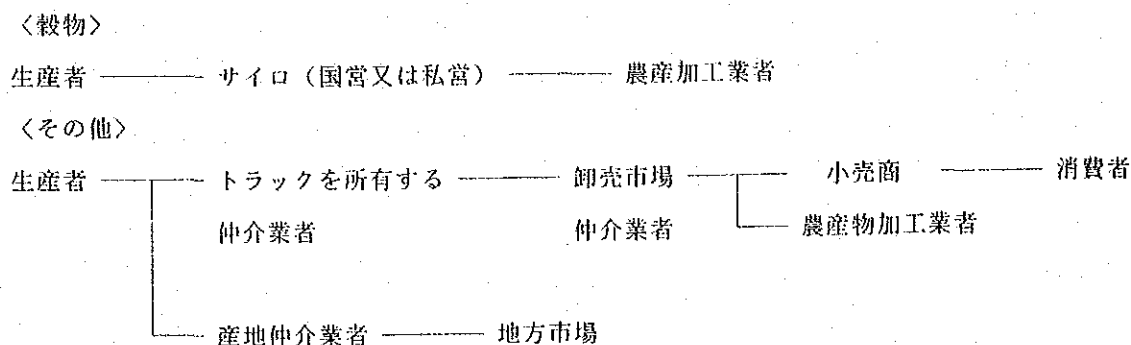 〈穀物〉
生産者 サイロ（国営又は私営） 農産加工業者
〈その他〉
生産者 トラックを所有する 卸売市場 小売商 消費者
仲介業者 仲介業者 農産物加工業者
産地仲介業者 地方市場